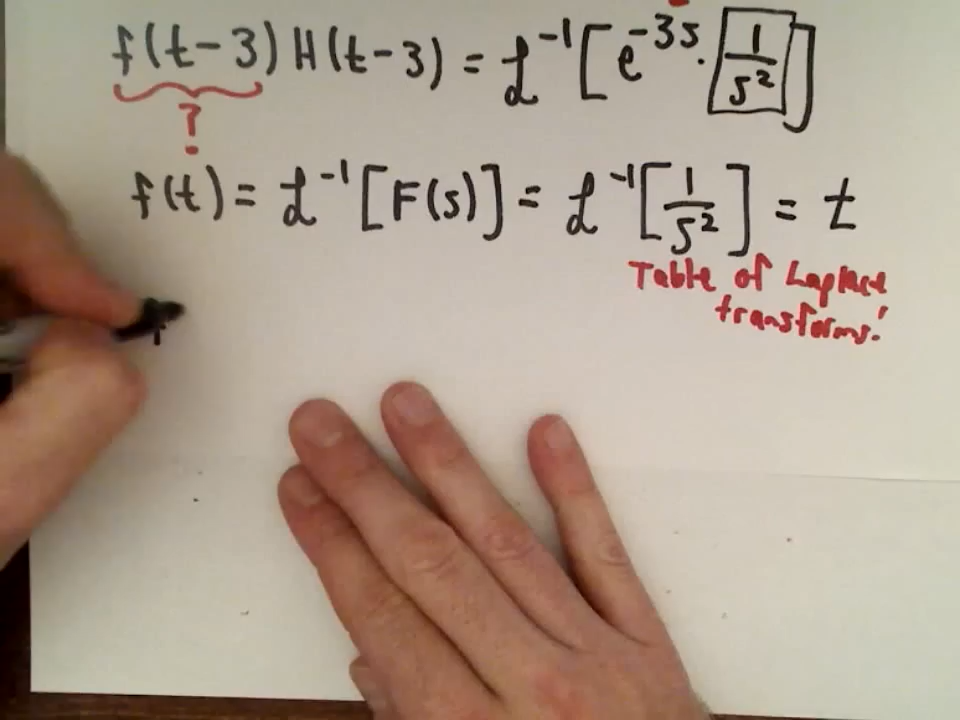 f(t-3) H(t-3) = ℒ⁻¹ [e⁻³ˢ · 1/s²]
?
f(t) = ℒ⁻¹ [F(s)] = ℒ⁻¹ [1/s²] = t
Table of Laplace
transforms!